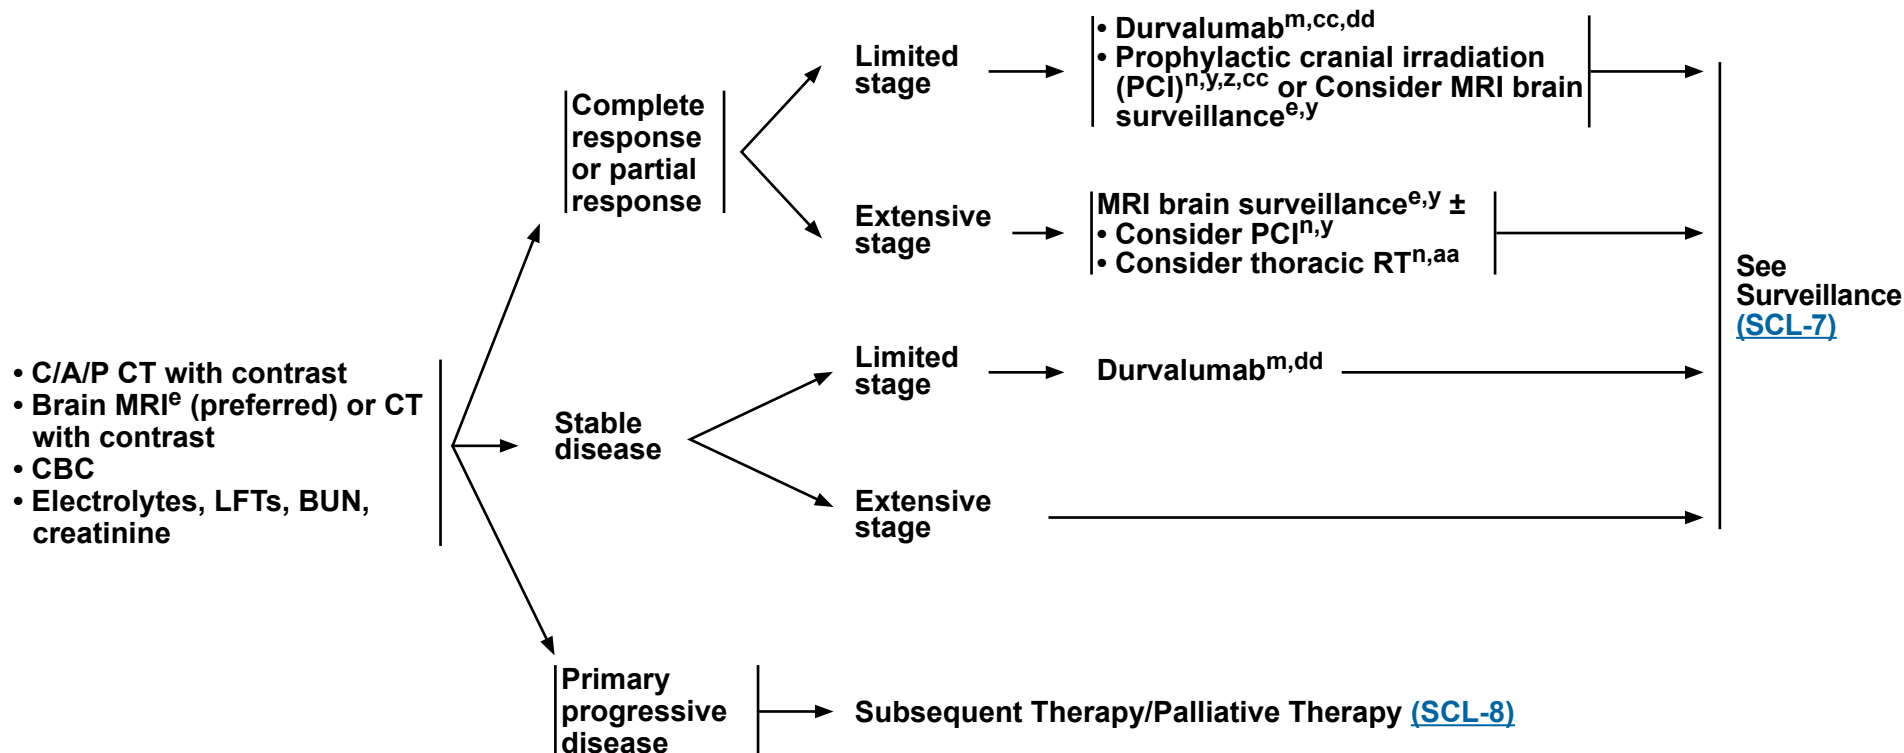 • C/A/P CT with contrast
• Brain MRIe (preferred) or CT
with contrast
• CBC
• Electrolytes, LFTs, BUN,
creatinine
Complete
response
or partial
response
Limited
stage
• Durvalumabm,cc,dd
• Prophylactic cranial irradiation
(PCI)n,y,z,cc or Consider MRI brain
surveillancee,y
Extensive
stage
MRI brain surveillancee,y ±
• Consider PCIn,y
• Consider thoracic RTn,aa
Stable
disease
Limited
stage
Durvalumabm,dd
Extensive
stage
See
Surveillance
(SCL-7)
Primary
progressive
disease
Subsequent Therapy/Palliative Therapy (SCL-8)